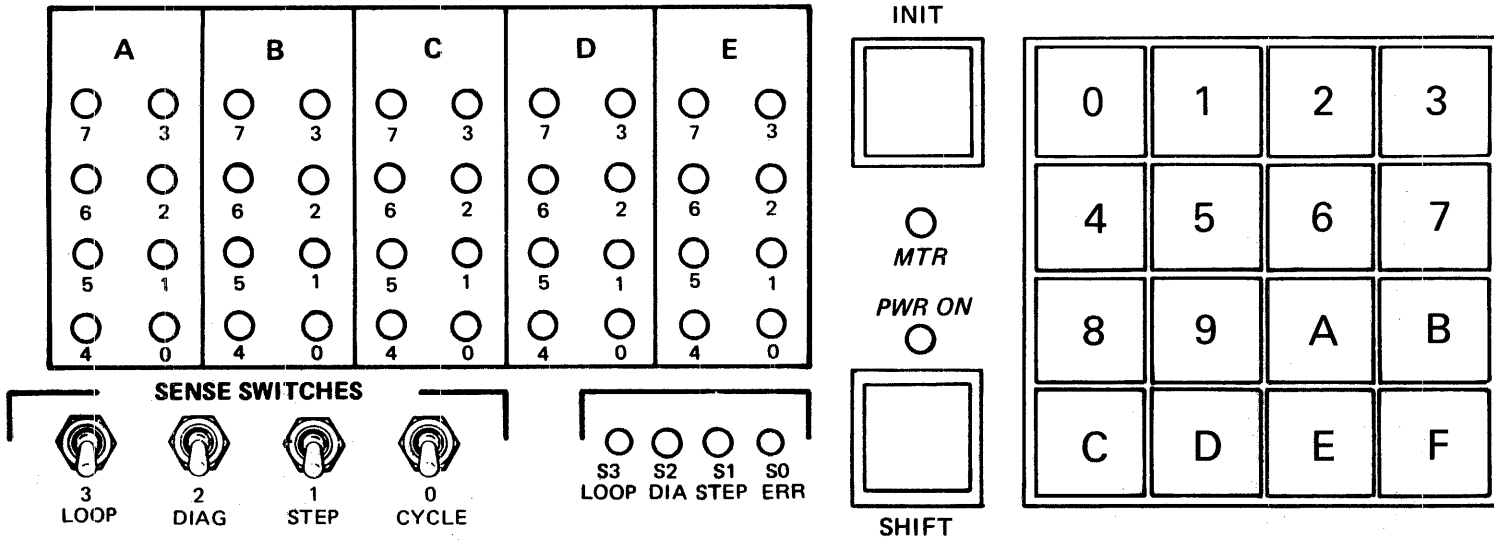 A B C D E
7 3 7 3 7 3 7 3 7 3
6 2 6 2 6 2 6 2 6 2
5 1 5 1 5 1 5 1 5 1
4 0 4 0 4 0 4 0 4 0
SENSE SWITCHES
3 2 1 0
LOOP DIAG STEP CYCLE
S3 S2 S1 S0
LOOP DIA STEP ERR
INIT
MTR
PWR ON
SHIFT
0 1 2 3
4 5 6 7
8 9 A B
C D E F